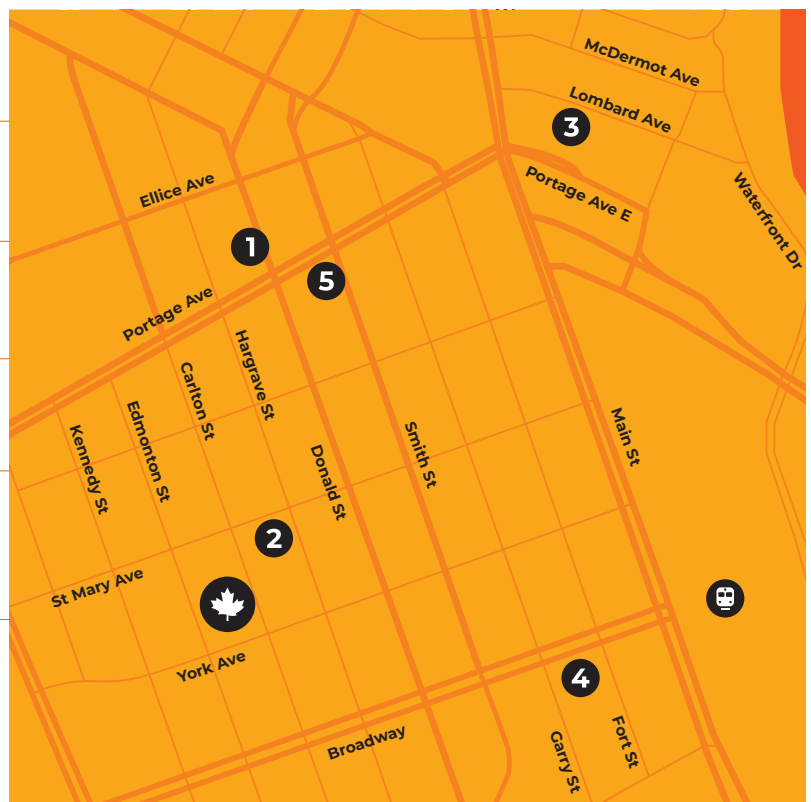 McDermot Ave
Lombard Ave
3
Ellice Ave
Portage Ave E
Waterfront Dr
1
5
Portage Ave
Hargrave St
Carlton St
Edmonton St
Kennedy St
Donald St
Smith St
Main St
2
St Mary Ave
York Ave
4
Broadway
Garry St
Fort St